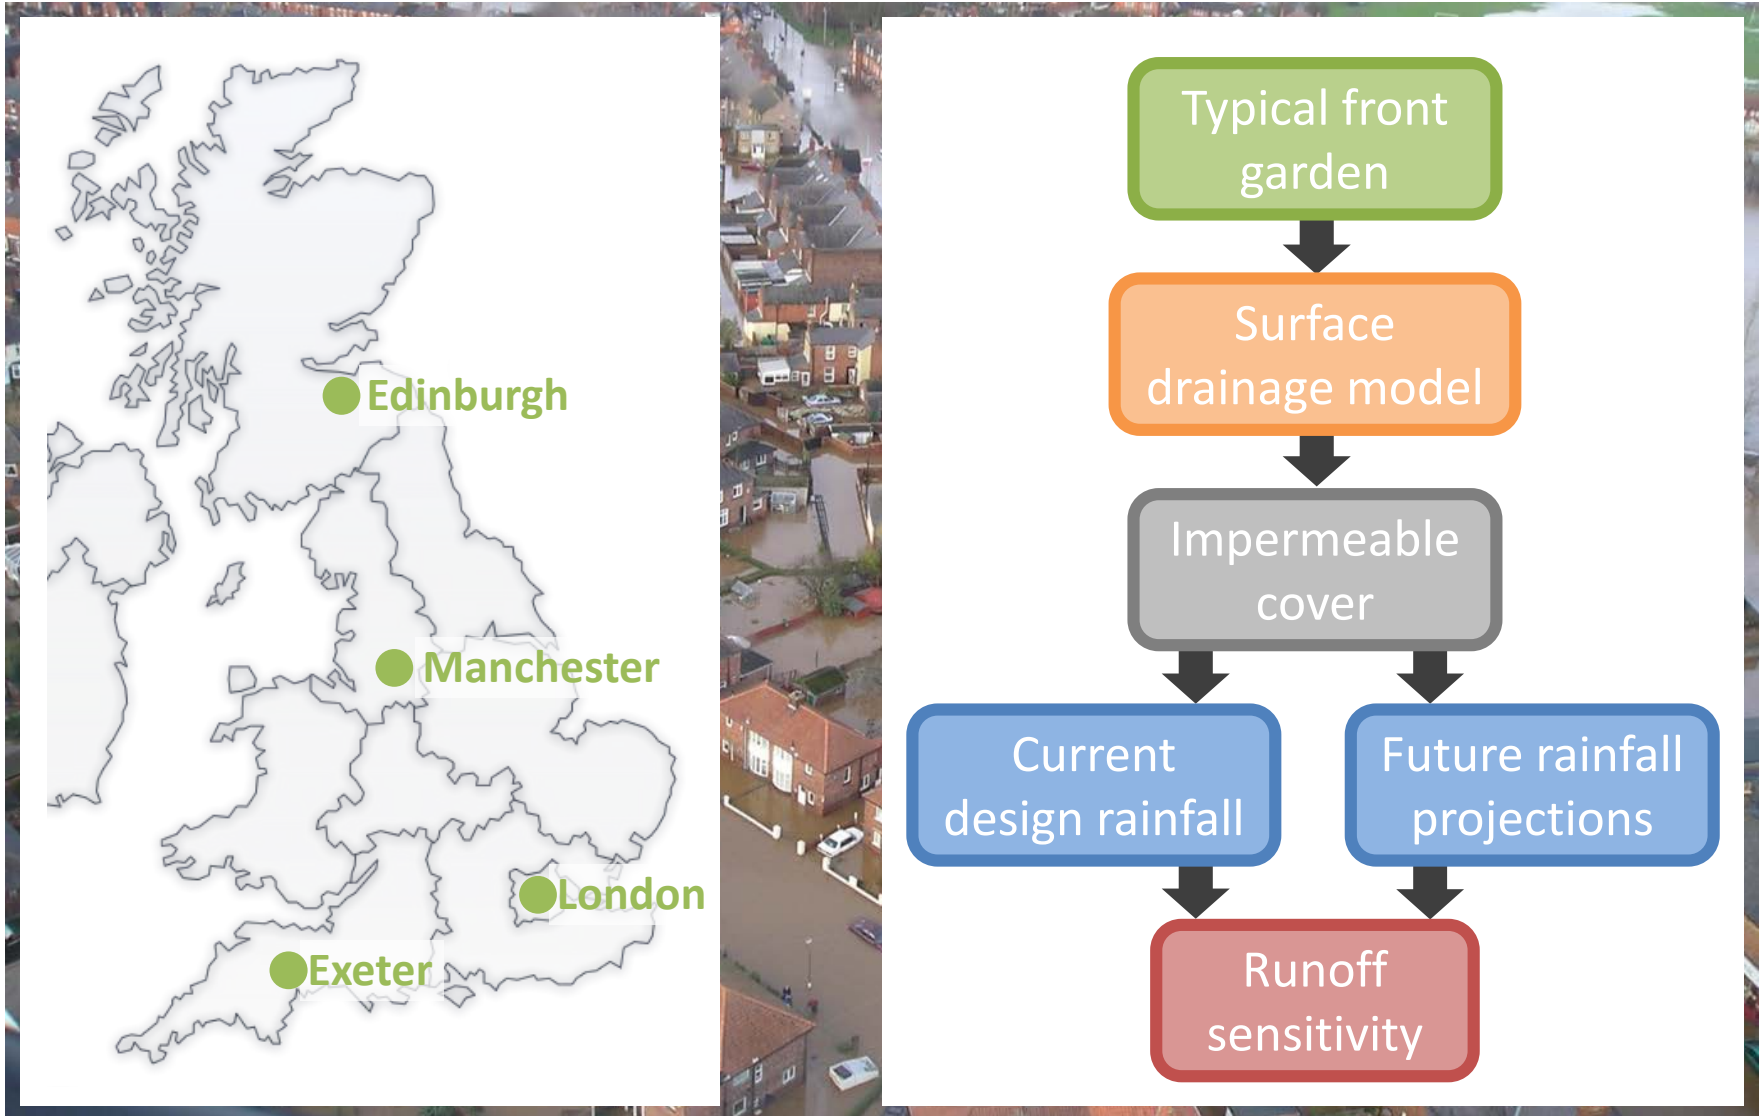 Edinburgh
Manchester
London
Exeter
Typical front
garden
Surface
drainage model
Impermeable
cover
Current
design rainfall
Future rainfall
projections
Runoff
sensitivity